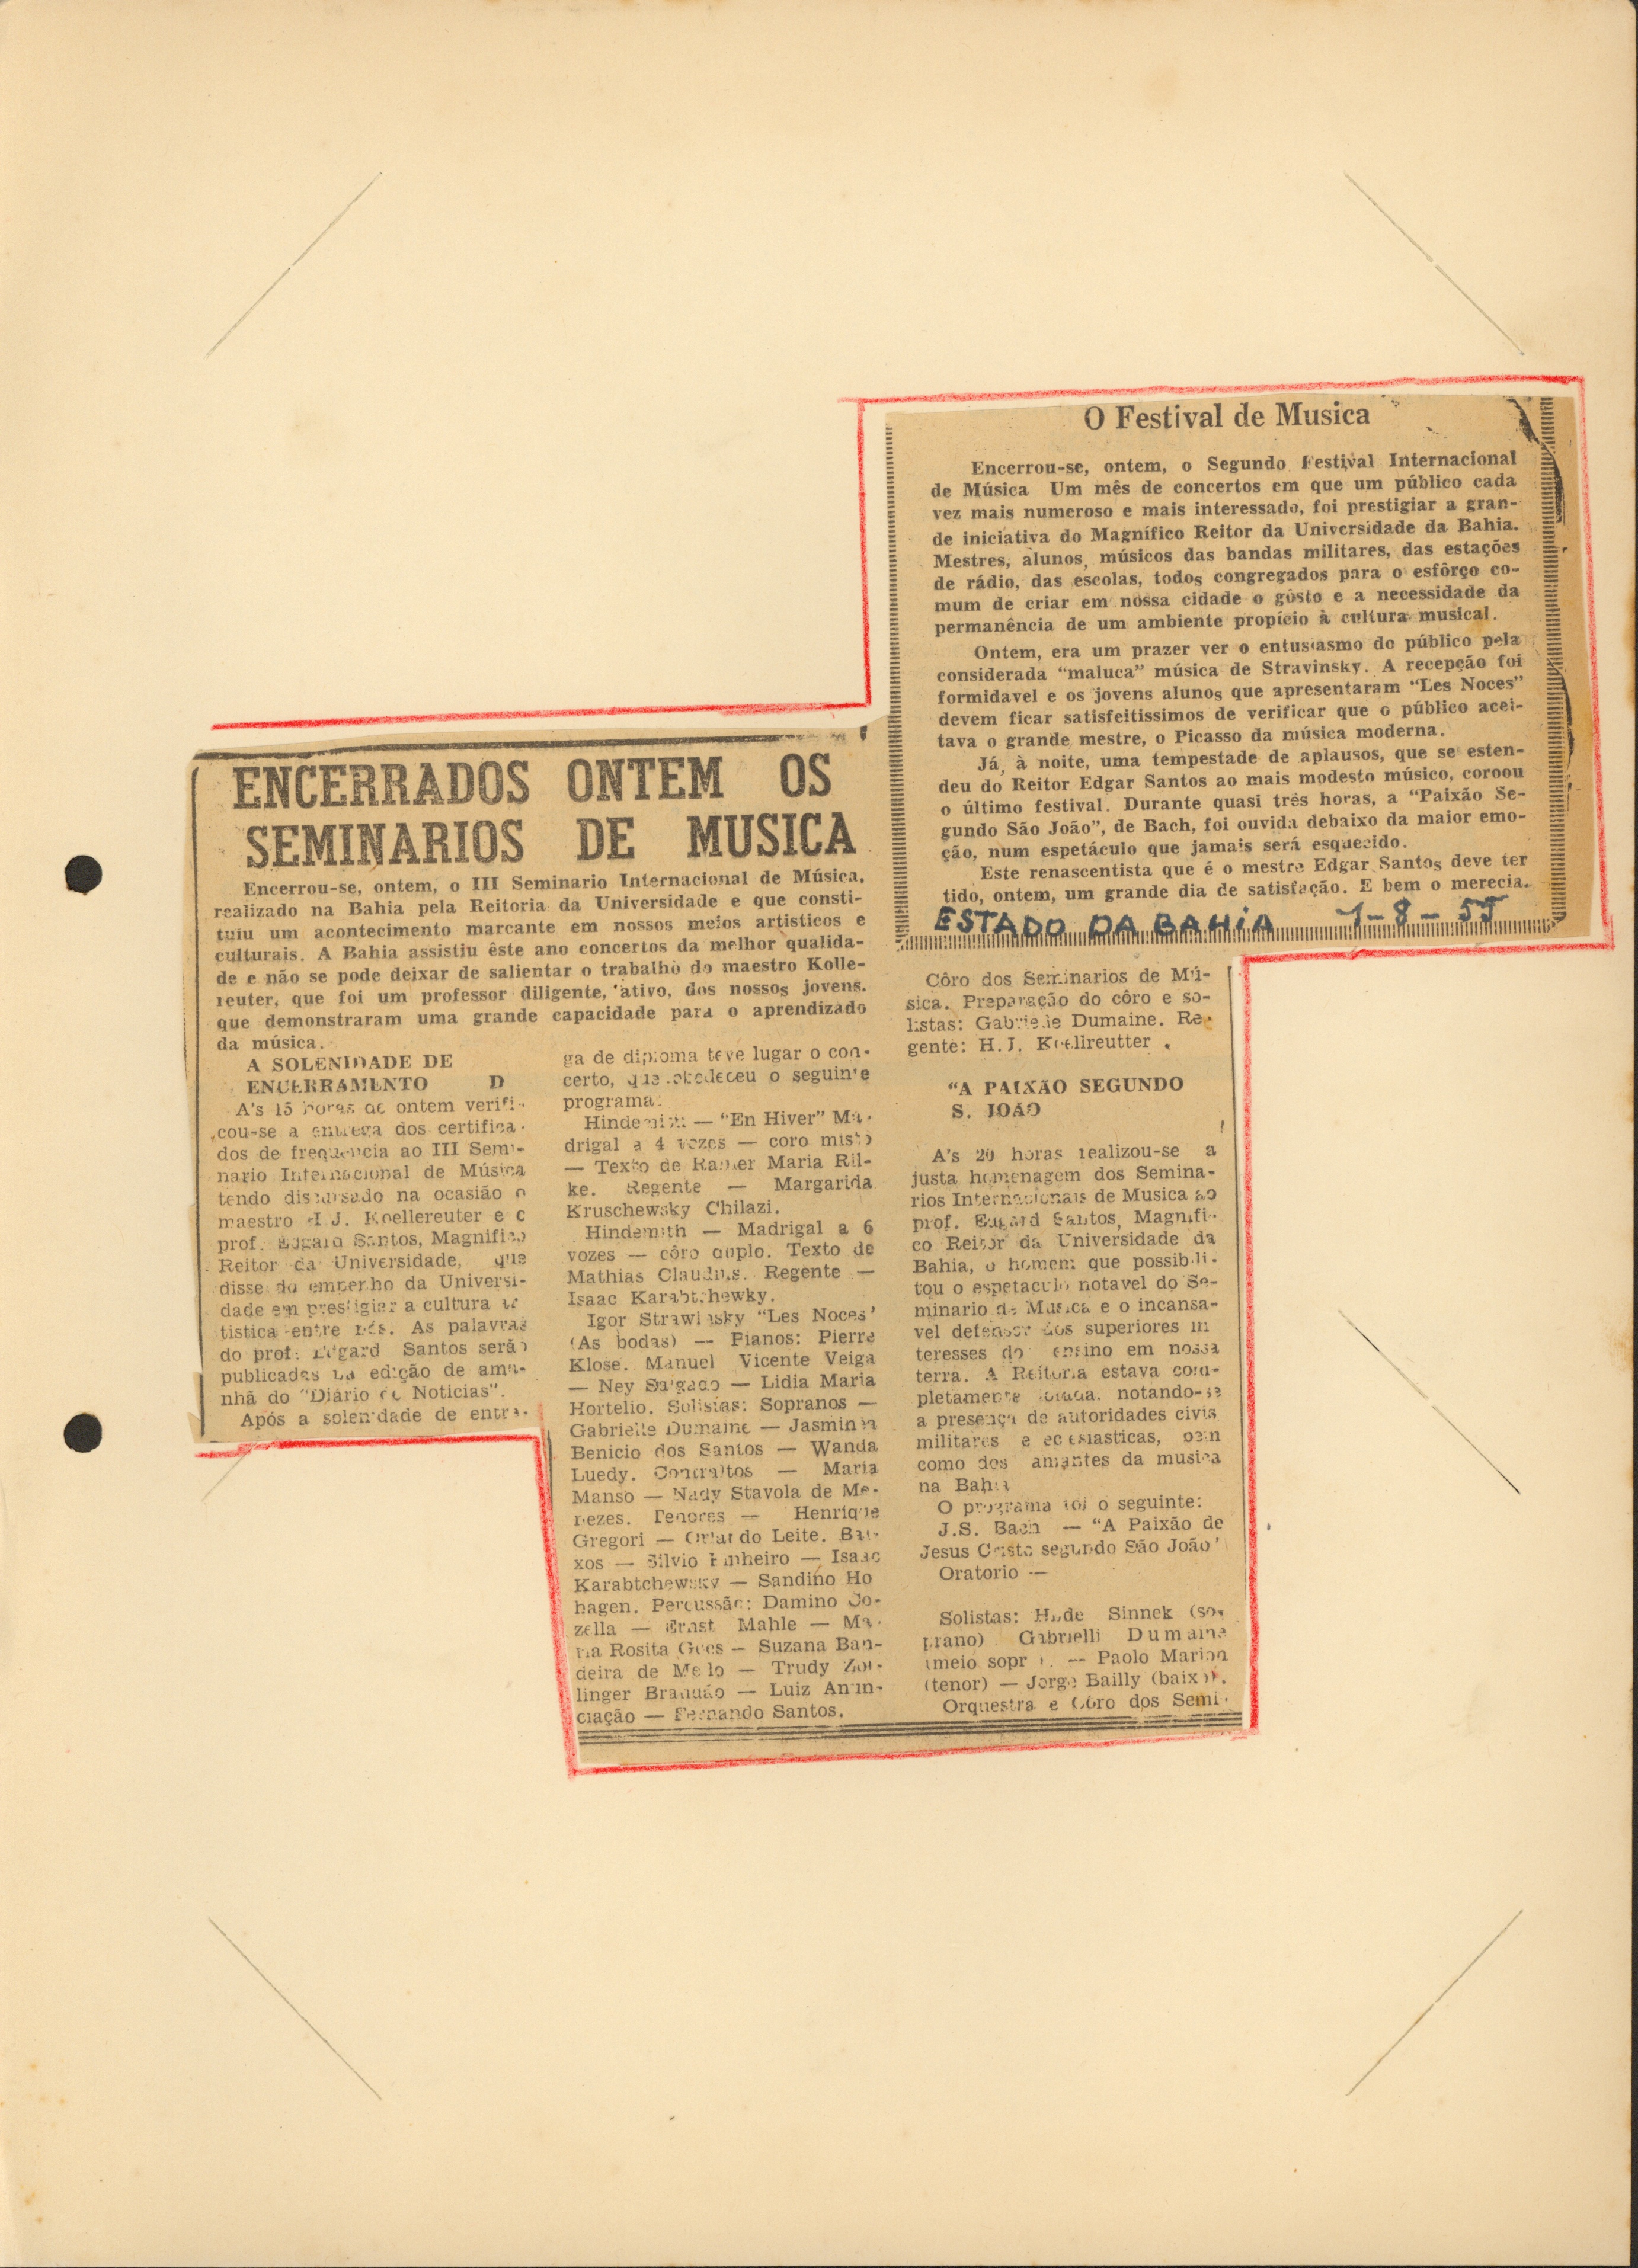 O Festival de Musica
Encerrou-se, ontem, o Segundo Festival Internacional
de Música Um mês de concertos em que um público cada
vez mais numeroso e mais interessado, foi prestigiar a gran-
de iniciativa do Magnífico Reitor da Universidade da Bahia.
Mestres, alunos, músicos das bandas militares, das estações
de rádio, das escolas, todos congregados para o esfôrço co-
mum de criar em nossa cidade o gôsto e a necessidade da
permanência de um ambiente propício à cultura musical.
Ontem, era um prazer ver o entusiasmo do público pela
considerada "maluca" música de Stravinsky. A recepção foi
formidavel e os jovens alunos que apresentaram "Les Noces"
devem ficar satisfeitissimos de verificar que o público acei-
tava o grande mestre, o Picasso da música moderna.
Já, à noite, uma tempestade de aplausos, que se esten-
deu do Reitor Edgar Santos ao mais modesto músico, coroou
o último festival. Durante quasi três horas, a "Paixão Se-
gundo São João", de Bach, foi ouvida debaixo da maior emo-
ção, num espetáculo que jamais será esquecido.
Este renascentista que é o mestre Edgar Santos deve ter
tido, ontem, um grande dia de satisfação. E bem o merecia.
ESTADO DA BAHIA 1-8-55
ENCERRADOS ONTEM OS
SEMINARIOS DE MUSICA
Encerrou-se, ontem, o III Seminario Internacional de Música,
realizado na Bahia pela Reitoria da Universidade e que consti-
tuiu um acontecimento marcante em nossos meios artisticos e
culturais. A Bahia assistiu êste ano concertos da melhor qualida-
de e não se pode deixar de salientar o trabalho do maestro Kolle-
reuter, que foi um professor diligente, ativo, dos nossos jovens,
que demonstraram uma grande capacidade para o aprendizado
da música.
A SOLENIDADE DE
ENCERRAMENTO D
A's 15 horas de ontem verifi-
cou-se a entrega dos certifica-
dos de frequencia ao III Semi-
nario Internacional de Música
tendo discursado na ocasião o
maestro H.J. Koellereuter e o
prof. Edgard Santos, Magnifico
Reitor da Universidade, que
disse do empenho da Universi-
dade em prestigiar a cultura ar
tistica entre nós. As palavras
do prof. Edgard Santos serão
publicadas na edição de ama-
nhã do "Diário de Noticias".
Após a solenidade de entre-
ga de diploma teve lugar o con-
certo, que obedeceu o seguinte
programa:
Hindemith — "En Hiver" Ma-
drigal a 4 vozes — coro misto
— Texto de Rainer Maria Ril-
ke. Regente — Margarida
Kruschewsky Chilazi.
Hindemith — Madrigal a 6
vozes — côro duplo. Texto de
Mathias Claudius. Regente —
Isaac Karabtchewky.
Igor Strawinsky "Les Noces'
(As bodas) — Pianos: Pierre
Klose. Manuel Vicente Veiga
— Ney Salgado — Lidia Maria
Hortelio. Solistas: Sopranos —
Gabrielle Dumaine — Jasminia
Benicio dos Santos — Wanda
Luedy. Contraltos — Maria
Manso — Nady Stavola de Me-
nezes. Tenores — Henrique
Gregori — Orlando Leite. Bai-
xos — Silvio Pinheiro — Isaac
Karabtchewsky — Sandino Ho
hagen. Percussão: Damino Co-
zella — Ernst Mahle — Ma-
ria Rosita Goes — Suzana Ban-
deira de Mello — Trudy Zol-
linger Brandão — Luiz Anun-
ciação — Fernando Santos.
Côro dos Seminarios de Mú-
sica. Preparação do côro e so-
listas: Gabrielle Dumaine. Re-
gente: H.J. Koellreutter.
"A PAIXÃO SEGUNDO
S. JOÃO
A's 20 horas realizou-se a
justa homenagem dos Semina-
rios Internacionais de Musica ao
prof. Edgard Santos, Magnifi-
co Reitor da Universidade da
Bahia, o homem que possibili-
tou o espetaculo notavel do Se-
minario de Musica e o incansa-
vel defensor dos superiores in
teresses do ensino em nossa
terra. A Reitoria estava com-
pletamente lotada, notando-se
a presença de autoridades civis
militares e eclesiasticas, bem
como dos amantes da musica
na Bahia
O programa foi o seguinte:
J.S. Bach — "A Paixão de
Jesus Cristo segundo São João'
Oratorio —
Solistas: Hilde Sinnek (so-
prano) Gabrielli Dumaine
(meio sopr ). — Paolo Marion
(tenor) — Jorge Bailly (baixo).
Orquestra e Côro dos Semi-